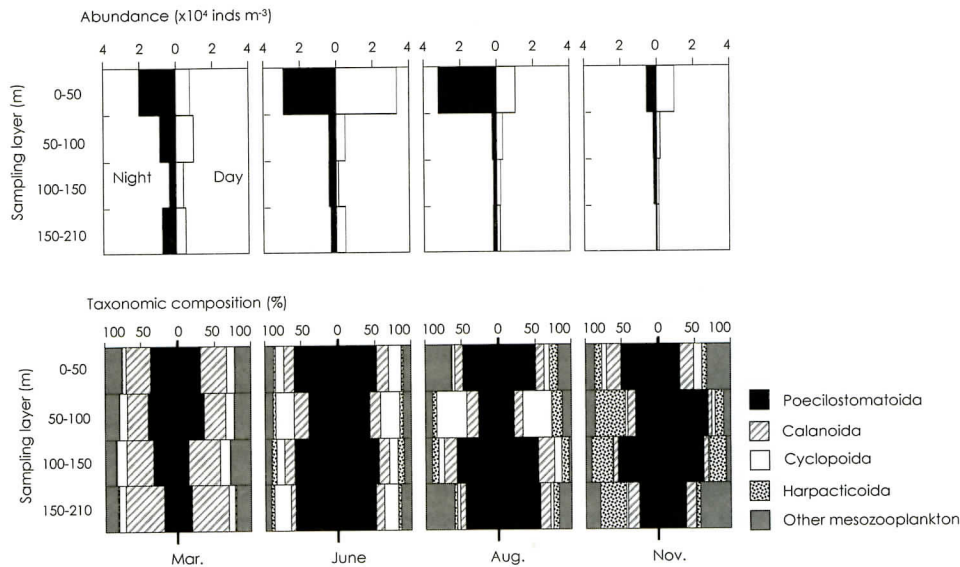 Abundance (x10⁴ inds m⁻³)
4 2 0 2 4 4 2 0 2 4 4 2 0 2 4 4 2 0 2 4
Sampling layer (m)
0-50
50-100
100-150
150-210
Night Day
Taxonomic composition (%)
100 50 0 50 100 100 50 0 50 100 100 50 0 50 100 100 50 0 50 100
Sampling layer (m)
0-50
50-100
100-150
150-210
Mar. June Aug. Nov.
Poecilostomatoida
Calanoida
Cyclopoida
Harpacticoida
Other mesozooplankton